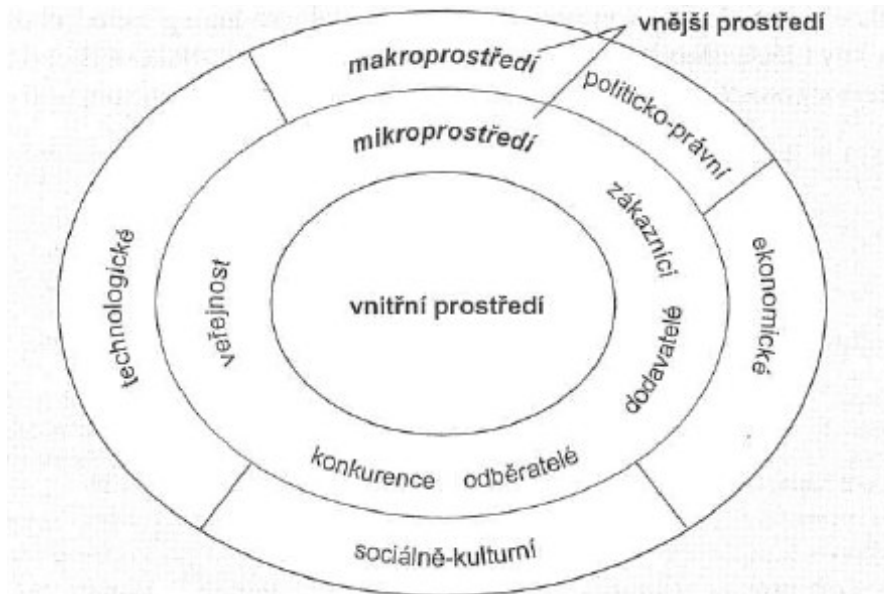 vnější prostředí
makroprostředí
politicko-právní
mikroprostředí
zákazníci
ekonomické
technologické
veřejnost
vnitřní prostředí
dodavatelé
konkurence
odběratelé
sociálně-kulturní